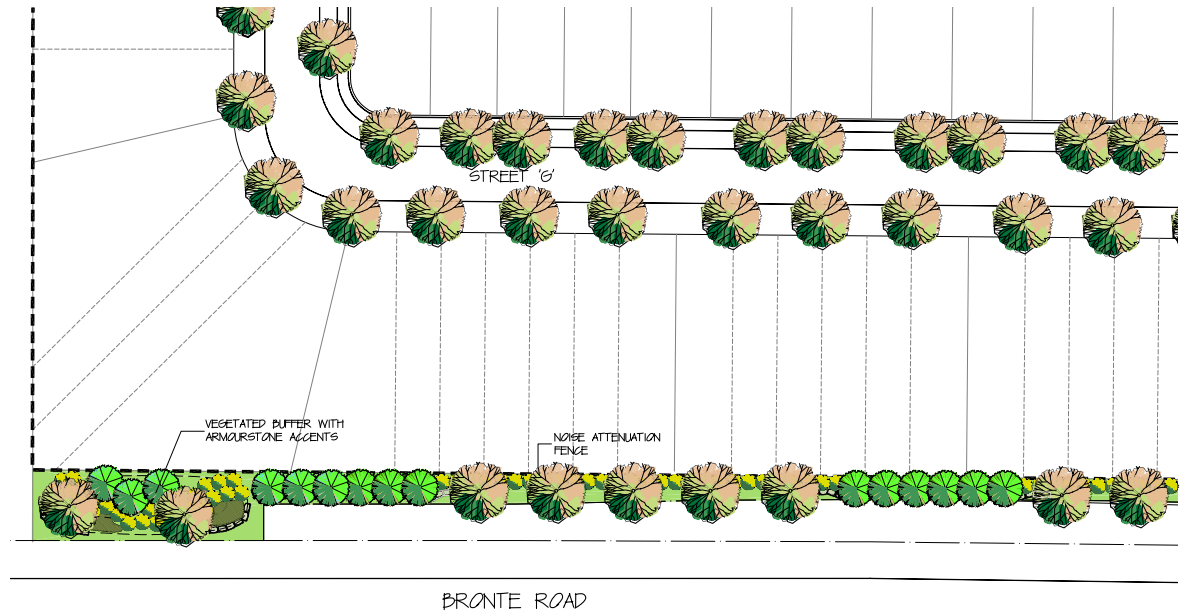 STREET 'G'
VEGETATED BUFFER WITH
ARMOURSTONE ACCENTS
NOISE ATTENUATION
FENCE
BRONTE ROAD